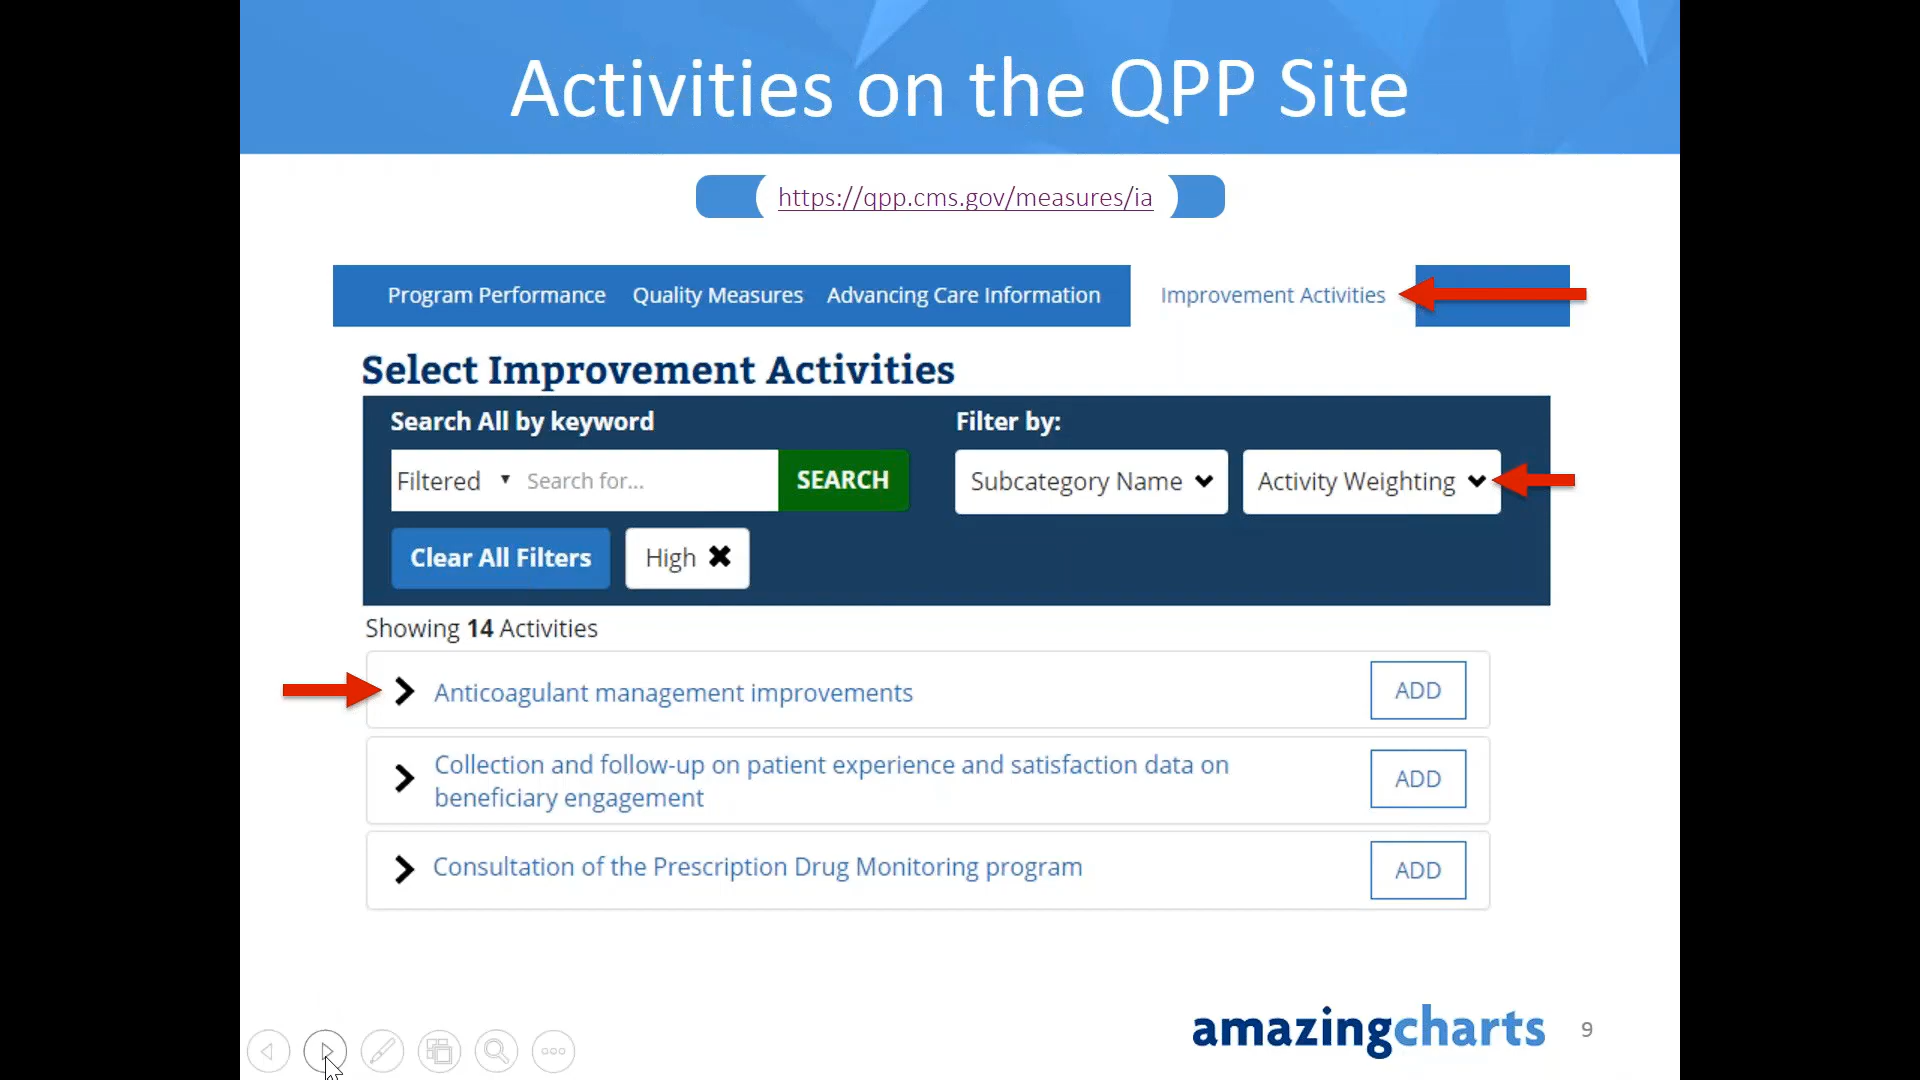 Activities on the QPP Site
https://qpp.cms.gov/measures/ia
Program Performance Quality Measures Advancing Care Information Improvement Activities
Select Improvement Activities
Search All by keyword Filter by:
Filtered Search for... SEARCH Subcategory Name Activity Weighting
Clear All Filters High
Showing 14 Activities
Anticoagulant management improvements ADD
Collection and follow-up on patient experience and satisfaction data on
beneficiary engagement ADD
Consultation of the Prescription Drug Monitoring program ADD
amazingcharts 9